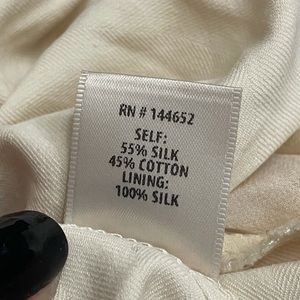 RN # 144652
SELF:
55% SILK
45% COTTON
LINING:
100% SILK